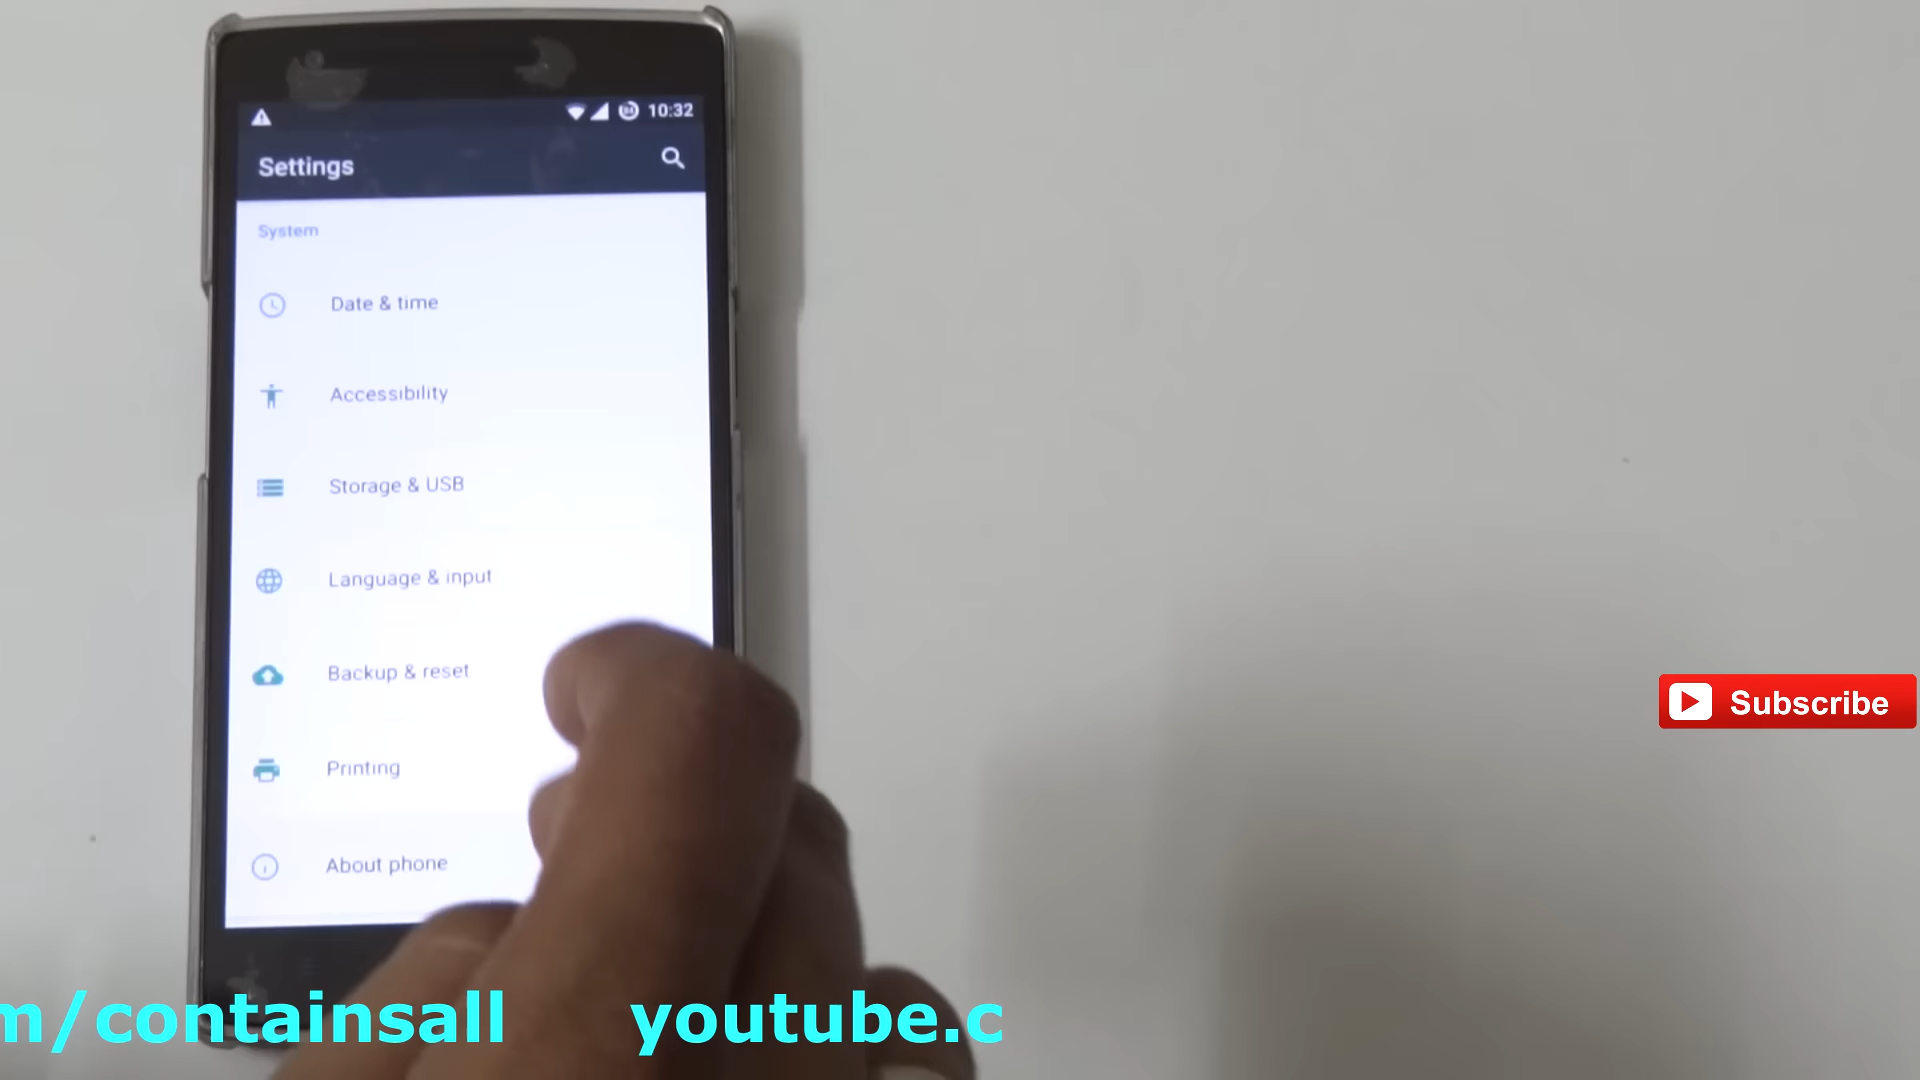 10:32
Settings
System
Date & time
Accessibility
Storage & USB
Language & input
Backup & reset
Printing
About phone
Subscribe
m/containsall youtube.c